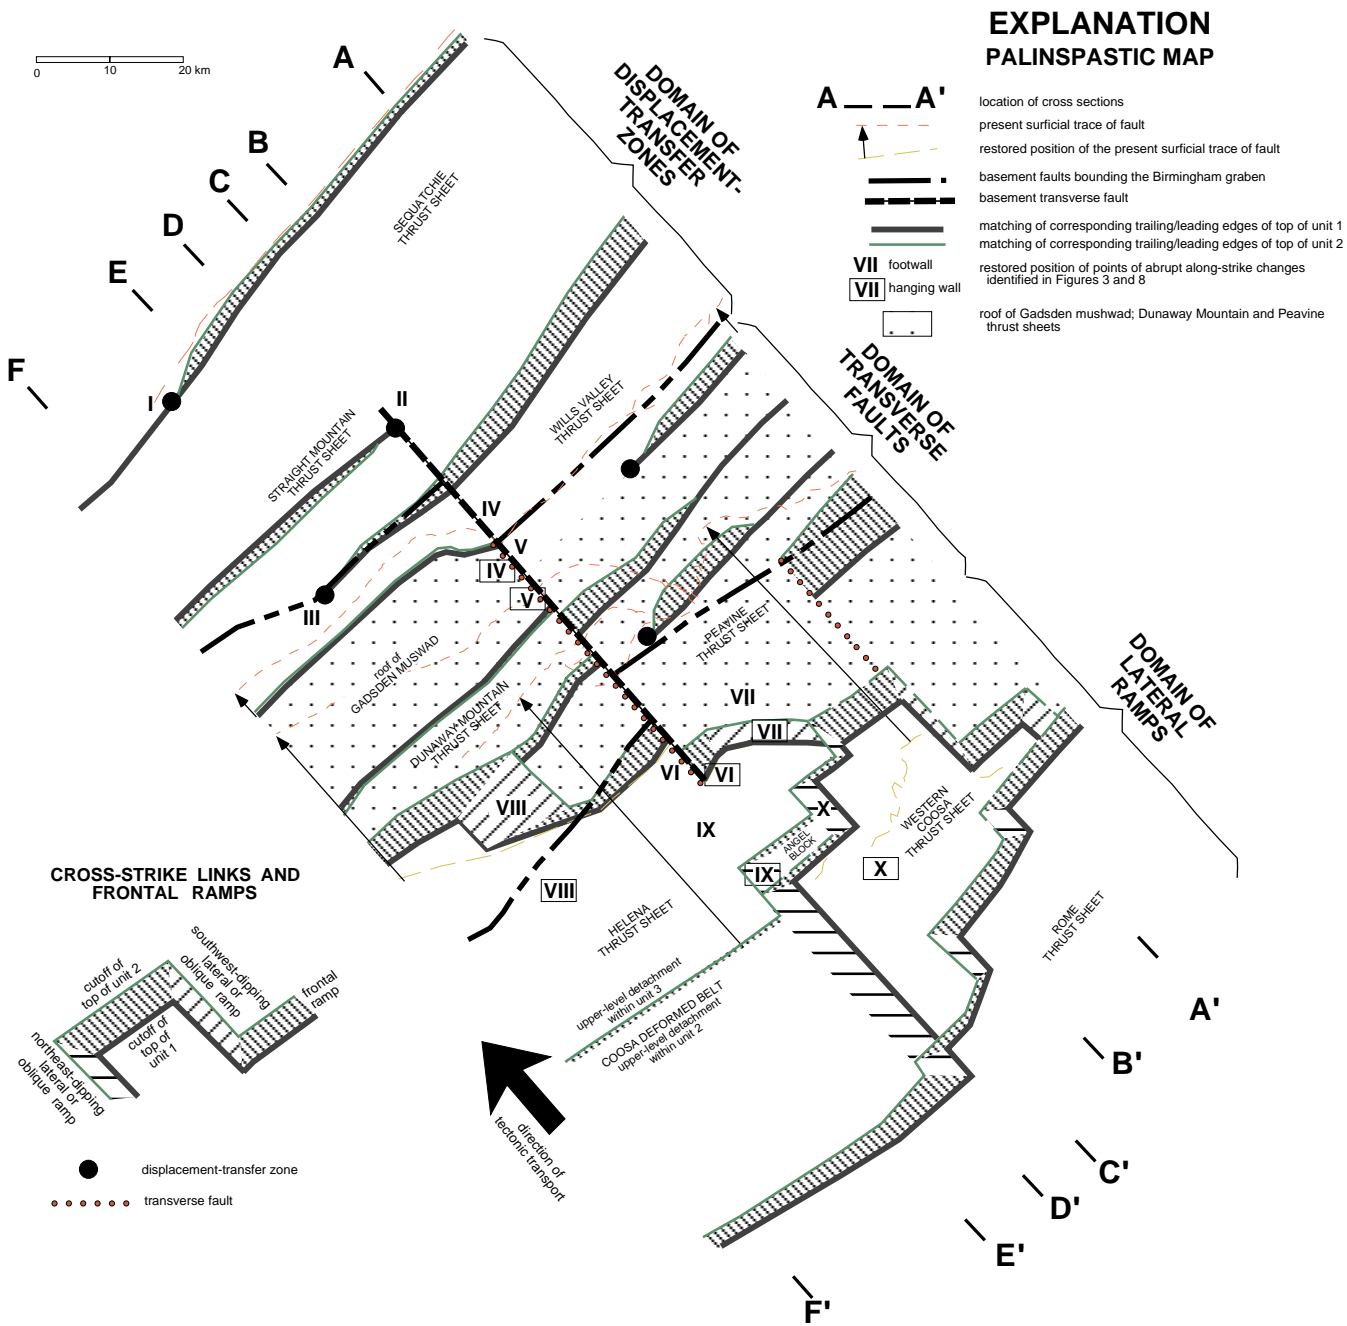 EXPLANATION
PALINSPASTIC MAP
A A'
location of cross sections
present surficial trace of fault
restored position of the present surficial trace of fault
basement faults bounding the Birmingham graben
basement transverse fault
matching of corresponding trailing/leading edges of top of unit 1
matching of corresponding trailing/leading edges of top of unit 2
VII footwall
VII hanging wall
restored position of points of abrupt along-strike changes
identified in Figures 3 and 8
roof of Gadsden mushwad; Dunaway Mountain and Peavine
thrust sheets
0 10 20 km
A
B
C
D
E
F
DOMAIN OF
DISPLACEMENT-
TRANSFER
ZONES
SEQUATCHIE
THRUST SHEET
I
II
STRAIGHT MOUNTAIN
THRUST SHEET
WILLS VALLEY
THRUST SHEET
DOMAIN OF
TRANSVERSE
FAULTS
III
IV
V
IV
V
roof of
GADSDEN MUSWAD
DUNAWAY MOUNTAIN
THRUST SHEET
PEAVINE
THRUST SHEET
DOMAIN OF
LATERAL
RAMPS
VII
VII
VI
VI
VIII
VIII
IX
IX
X
X
ANGEL
BLOCK
WESTERN
COOSA
THRUST SHEET
HELENA
THRUST SHEET
ROME
THRUST SHEET
upper-level detachment
within unit 3
COOSA DEFORMED BELT
upper-level detachment
within unit 2
direction of
tectonic transport
A'
B'
C'
D'
E'
F'
CROSS-STRIKE LINKS AND
FRONTAL RAMPS
cutoff of
top of unit 2
southwest-dipping
lateral or
oblique ramp
frontal
ramp
cutoff of
top of
unit 1
northeast-dipping
lateral or
oblique ramp
displacement-transfer zone
transverse fault